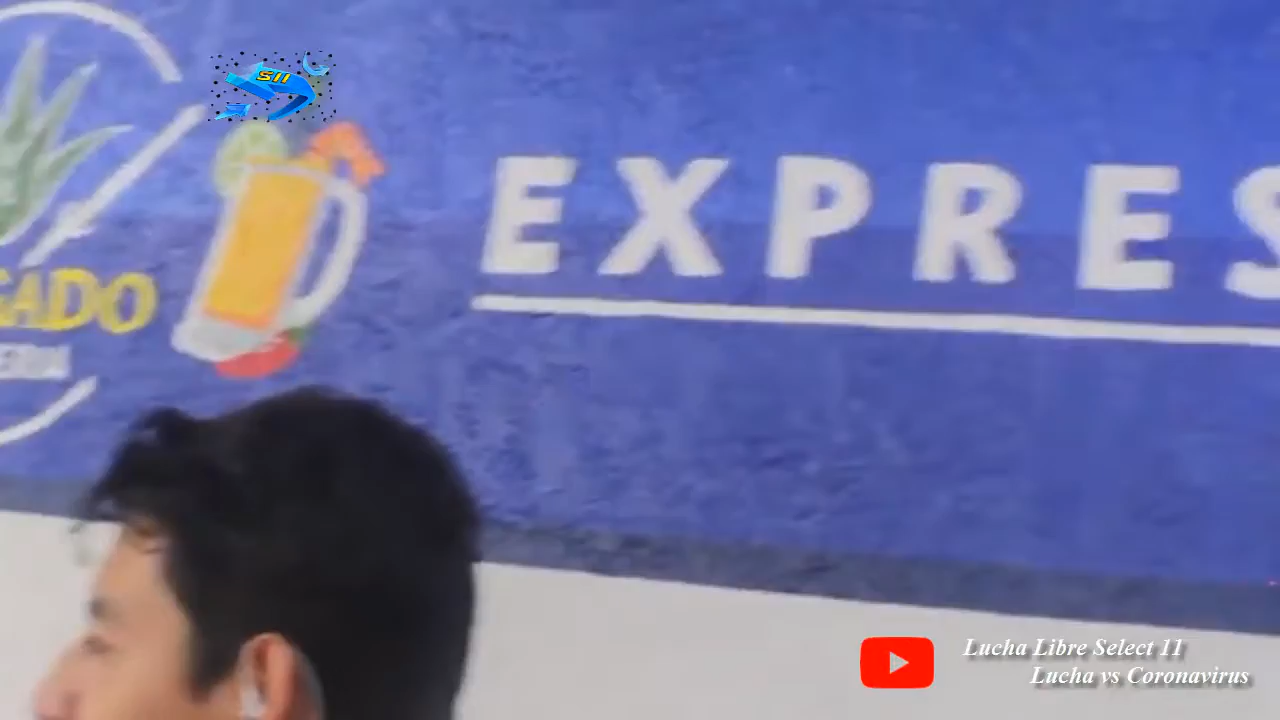 S11
EXPRES
GADO
Lucha Libre Select 11
Lucha vs Coronavirus